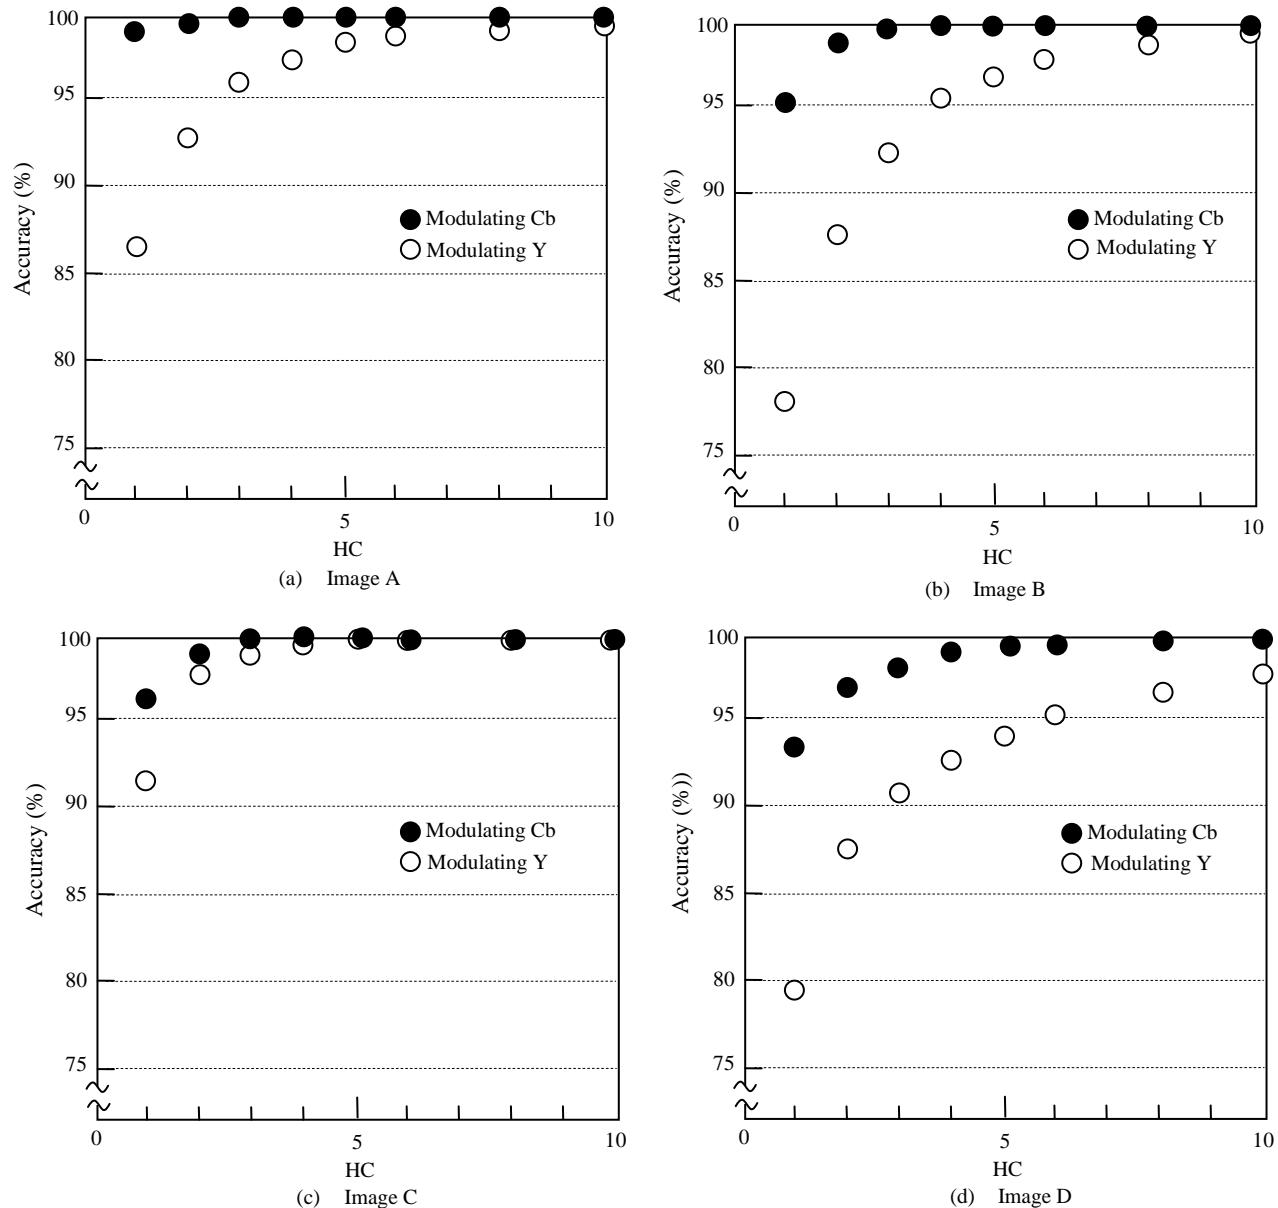 100
95
90
85
80
75
Accuracy (%)
Modulating Cb
Modulating Y
0
5
10
HC
(a) Image A
100
95
90
85
80
75
Accuracy (%)
Modulating Cb
Modulating Y
0
5
10
HC
(b) Image B
100
95
90
85
80
75
Accuracy (%)
Modulating Cb
Modulating Y
0
5
10
HC
(c) Image C
100
95
90
85
80
75
Accuracy (%))
Modulating Cb
Modulating Y
0
5
10
HC
(d) Image D